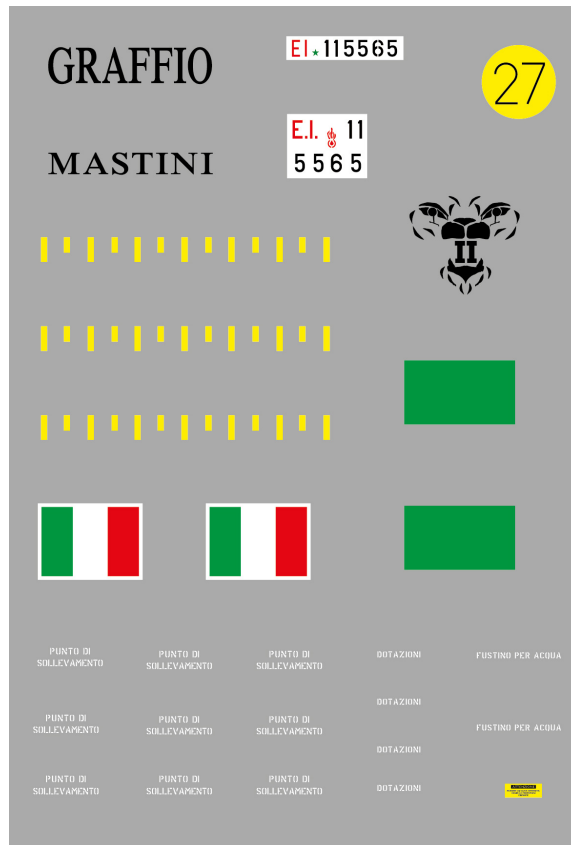 GRAFFIO
EI★115565
27
E.I. 11
5565
MASTINI
II
PUNTO DI
SOLLEVAMENTO
PUNTO DI
SOLLEVAMENTO
PUNTO DI
SOLLEVAMENTO
DOTAZIONI
FUSTINO PER ACQUA
DOTAZIONI
PUNTO DI
SOLLEVAMENTO
PUNTO DI
SOLLEVAMENTO
PUNTO DI
SOLLEVAMENTO
FUSTINO PER ACQUA
DOTAZIONI
PUNTO DI
SOLLEVAMENTO
PUNTO DI
SOLLEVAMENTO
PUNTO DI
SOLLEVAMENTO
DOTAZIONI
ATTENZIONE